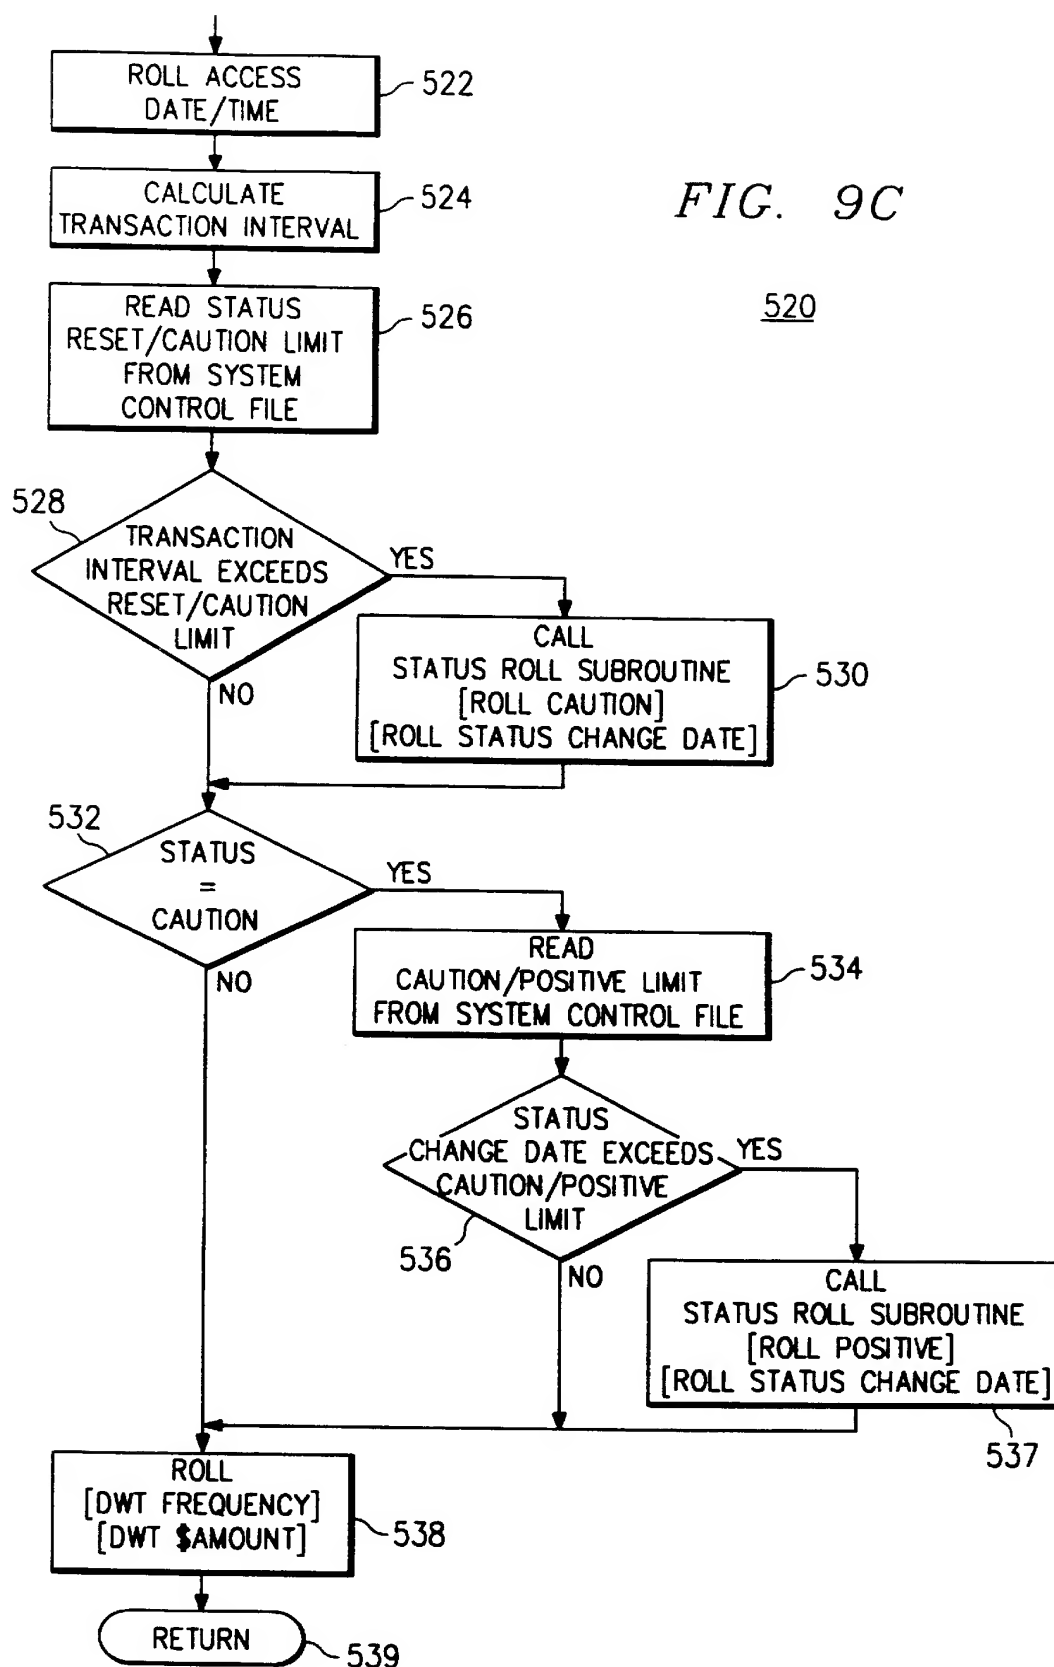 ROLL ACCESS
DATE/TIME
522
CALCULATE
TRANSACTION INTERVAL
524
FIG. 9C
520
READ STATUS
RESET/CAUTION LIMIT
FROM SYSTEM
CONTROL FILE
526
528
TRANSACTION
INTERVAL EXCEEDS
RESET/CAUTION
LIMIT
YES
NO
CALL
STATUS ROLL SUBROUTINE
[ROLL CAUTION]
[ROLL STATUS CHANGE DATE]
530
532
STATUS
=
CAUTION
YES
NO
READ
CAUTION/POSITIVE LIMIT
FROM SYSTEM CONTROL FILE
534
STATUS
CHANGE DATE EXCEEDS
CAUTION/POSITIVE
LIMIT
YES
536
NO
CALL
STATUS ROLL SUBROUTINE
[ROLL POSITIVE]
[ROLL STATUS CHANGE DATE]
537
ROLL
[DWT FREQUENCY]
[DWT $AMOUNT]
538
RETURN
539